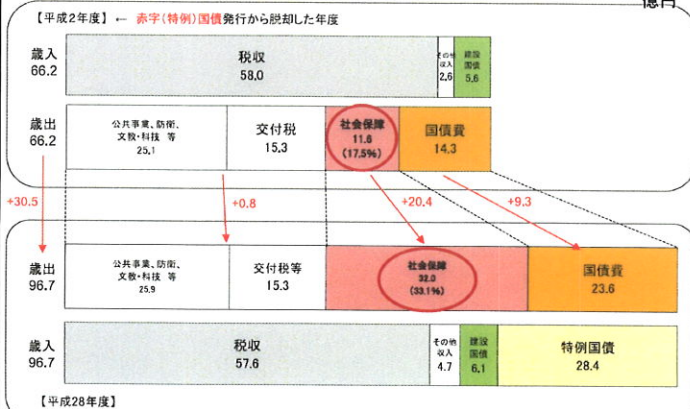 億円
【平成2年度】 ← 赤字(特例)国債発行から脱却した年度
歳入
66.2
税収
58.0
その他
収入
2.6
建設
国債
5.6
歳出
66.2
公共事業、防衛、
文教・科技 等
25.1
交付税
15.3
社会保障
11.6
(17.5%)
国債費
14.3
+30.5
+0.8
+20.4
+9.3
歳出
96.7
公共事業、防衛、
文教・科技 等
25.9
交付税等
15.3
社会保障
32.0
(33.1%)
国債費
23.6
歳入
96.7
税収
57.6
その他
収入
4.7
建設
国債
6.1
特例国債
28.4
【平成28年度】